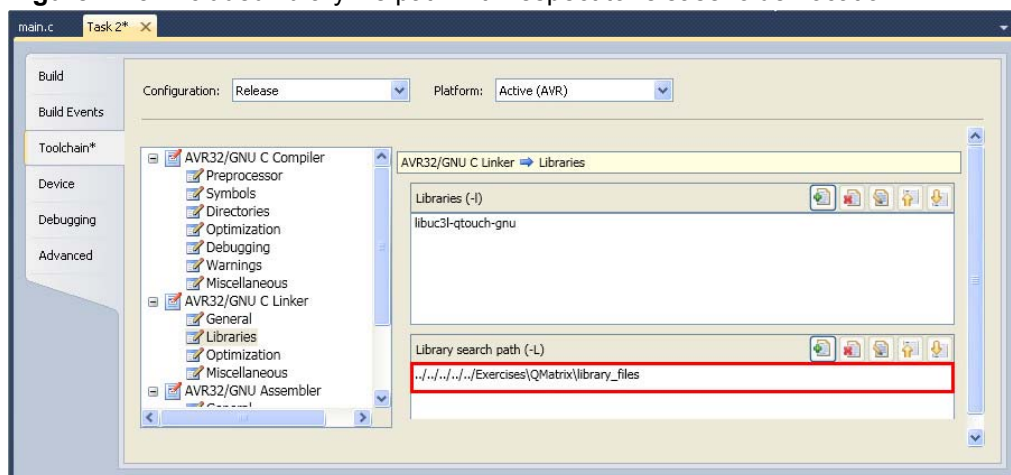 main.c Task 2*
Build
Build Events
Toolchain*
Device
Debugging
Advanced
Configuration: Release Platform: Active (AVR)
AVR32/GNU C Compiler
Preprocessor
Symbols
Directories
Optimization
Debugging
Warnings
Miscellaneous
AVR32/GNU C Linker
General
Libraries
Optimization
Miscellaneous
AVR32/GNU Assembler
AVR32/GNU C Linker ➡ Libraries
Libraries (-l)
libuc3l-qtouch-gnu
Library search path (-L)
../../../../../Exercises\QMatrix\library_files